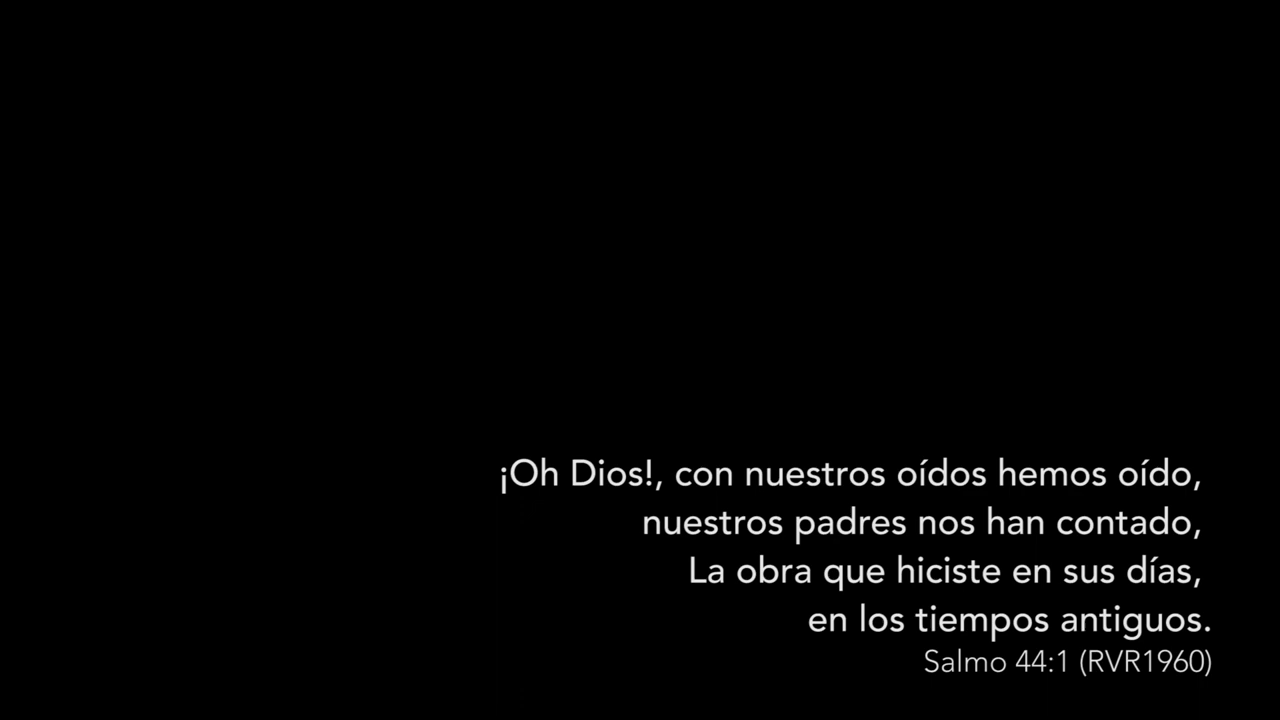 ¡Oh Dios!, con nuestros oídos hemos oído,
nuestros padres nos han contado,
La obra que hiciste en sus días,
en los tiempos antiguos.
Salmo 44:1 (RVR1960)